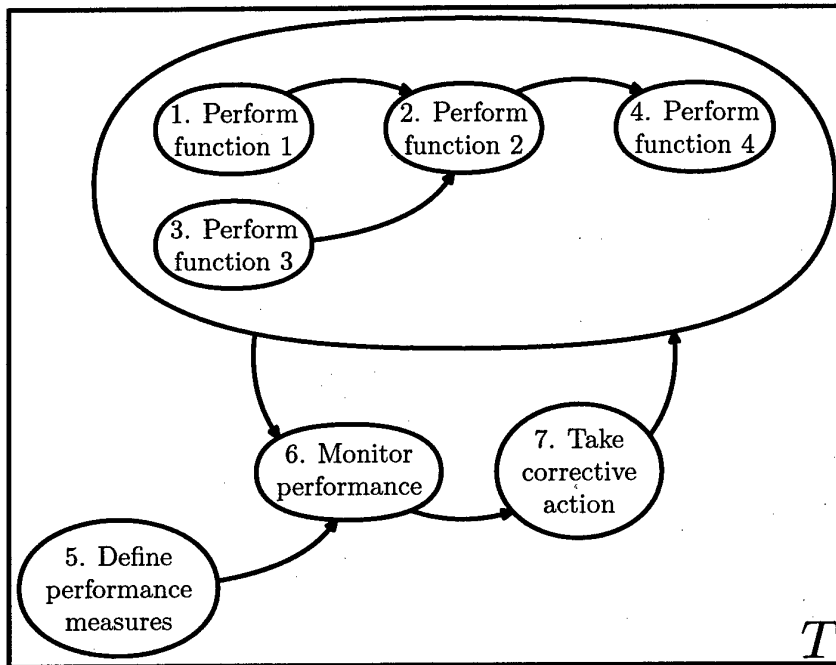 1. Perform
function 1
2. Perform
function 2
4. Perform
function 4
3. Perform
function 3
6. Monitor
performance
7. Take
corrective
action
5. Define
performance
measures
T